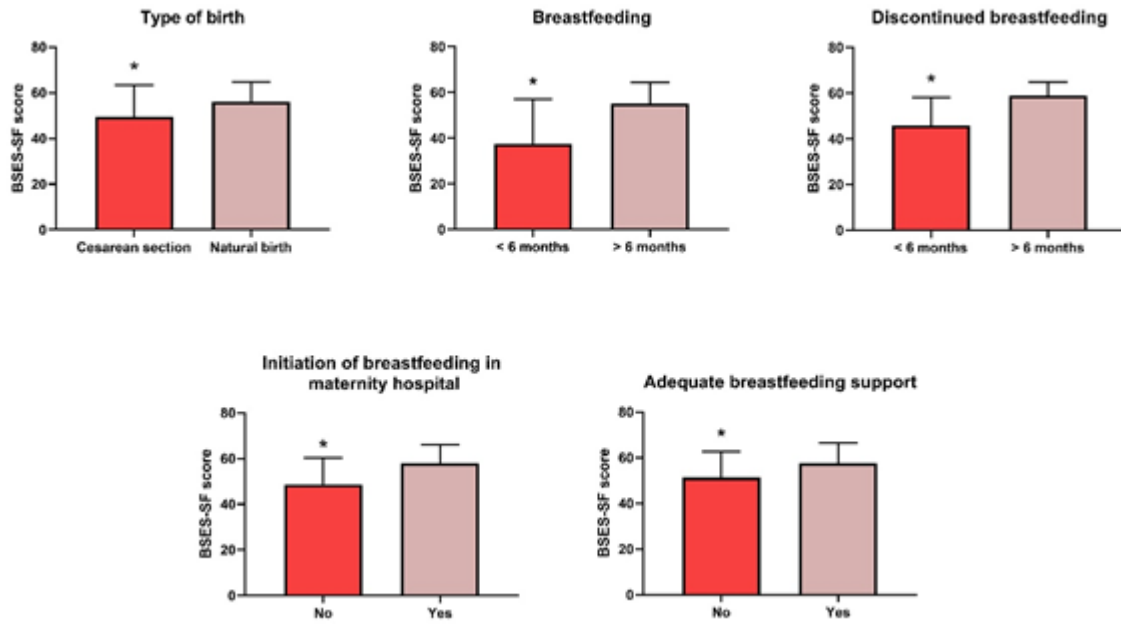 Type of birth
BSES-SF score
80
60
40
20
0
*
Cesarean section
Natural birth
Breastfeeding
BSES-SF score
80
60
40
20
0
*
< 6 months
> 6 months
Discontinued breastfeeding
BSES-SF score
80
60
40
20
0
*
< 6 months
> 6 months
Initiation of breastfeeding in
maternity hospital
BSES-SF score
80
60
40
20
0
*
No
Yes
Adequate breastfeeding support
BSES-SF score
80
60
40
20
0
*
No
Yes